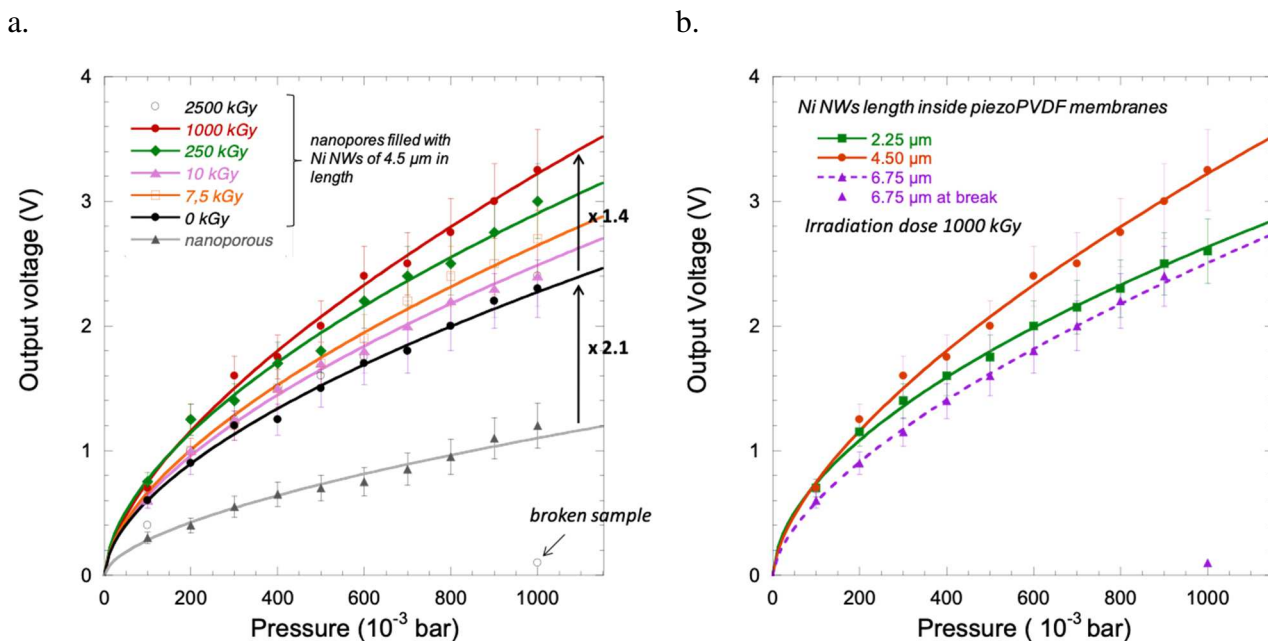 a.
4
3
2
1
0
Output voltage (V)
2500 kGy
1000 kGy
250 kGy
10 kGy
7,5 kGy
0 kGy
nanoporous
nanopores filled with
Ni NWs of 4.5 µm in
length
x 1.4
x 2.1
broken sample
0 200 400 600 800 1000
Pressure (10⁻³ bar)
b.
4
3
2
1
0
Output Voltage (V)
Ni NWs length inside piezoPVDF membranes
2.25 µm
4.50 µm
6.75 µm
6.75 µm at break
Irradiation dose 1000 kGy
0 200 400 600 800 1000
Pressure ( 10⁻³ bar)